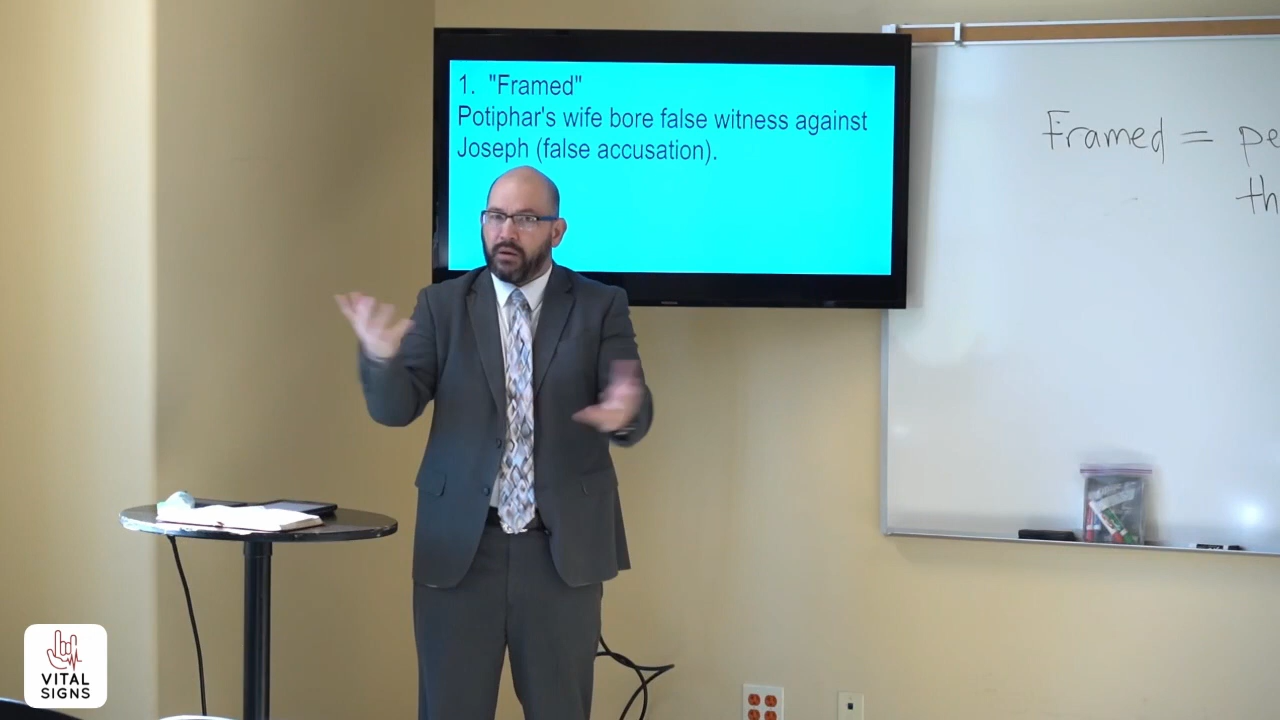 1. "Framed"
Potiphar's wife bore false witness against
Joseph (false accusation).
Framed =
VITAL
SIGNS